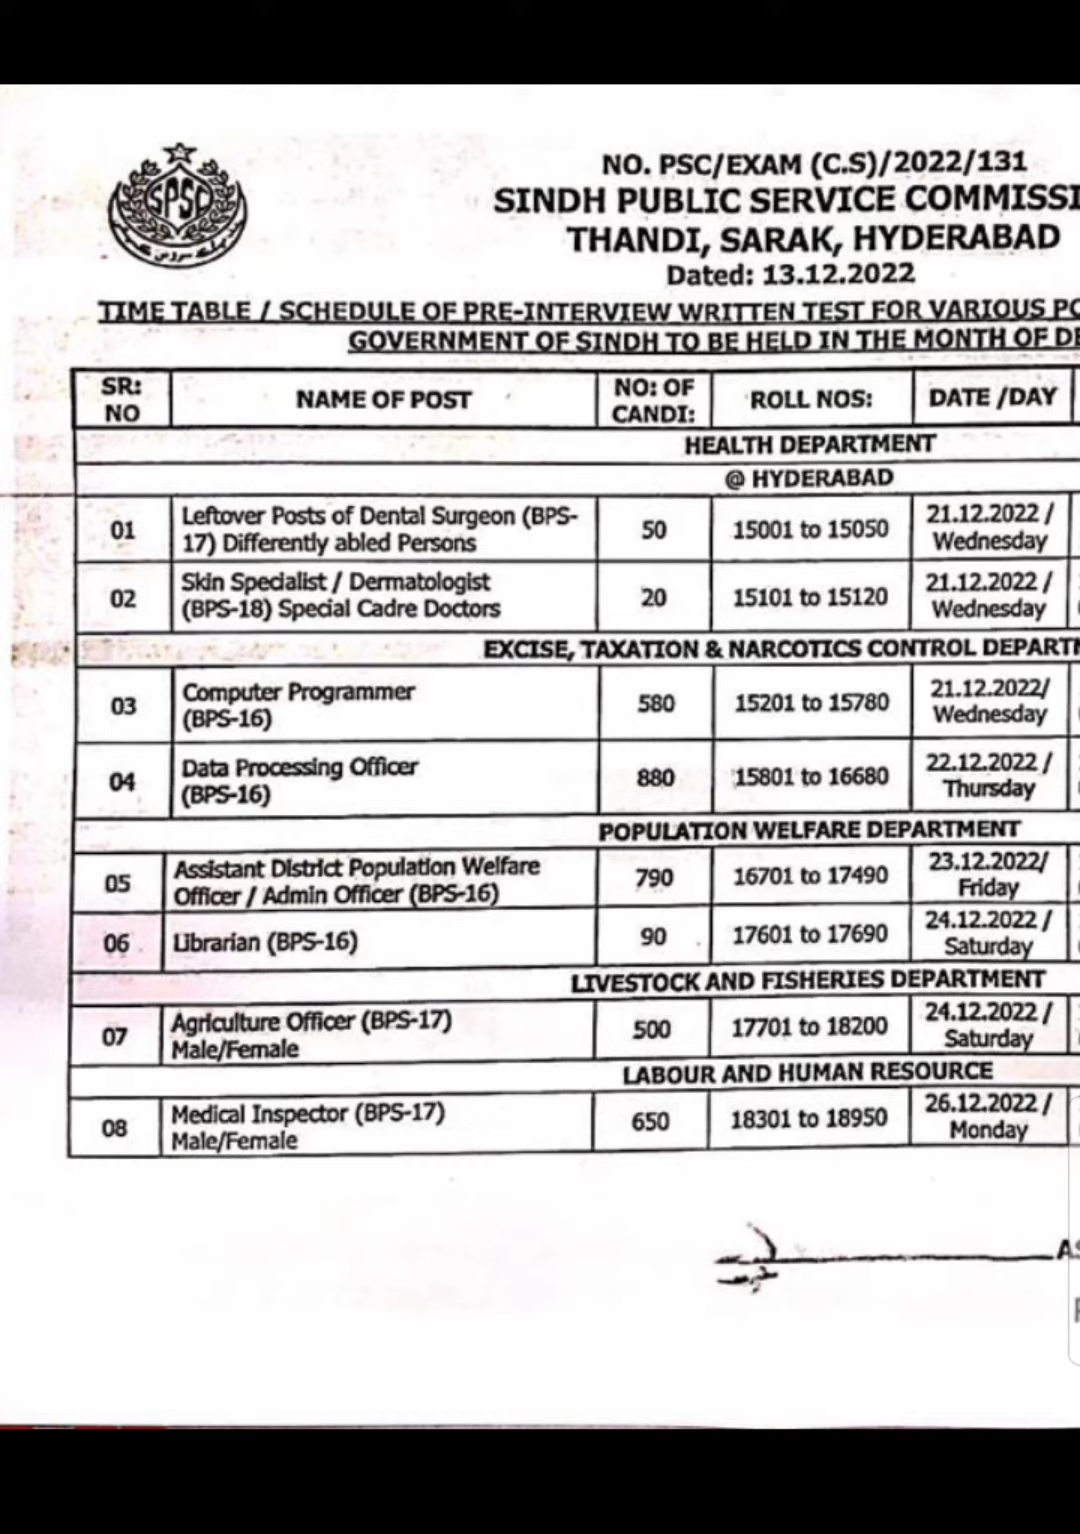 SPSC
NO. PSC/EXAM (C.S)/2022/131
SINDH PUBLIC SERVICE COMMISSI
THANDI, SARAK, HYDERABAD
Dated: 13.12.2022
TIME TABLE / SCHEDULE OF PRE-INTERVIEW WRITTEN TEST FOR VARIOUS PO
GOVERNMENT OF SINDH TO BE HELD IN THE MONTH OF DE
SR: NO NAME OF POST NO: OF CANDI: ROLL NOS: DATE /DAY
HEALTH DEPARTMENT
@ HYDERABAD
01 Leftover Posts of Dental Surgeon (BPS- 50 15001 to 15050 21.12.2022 /
17) Differently abled Persons Wednesday
02 Skin Specialist / Dermatologist 20 15101 to 15120 21.12.2022 /
(BPS-18) Special Cadre Doctors Wednesday
EXCISE, TAXATION & NARCOTICS CONTROL DEPARTM
03 Computer Programmer 580 15201 to 15780 21.12.2022/
(BPS-16) Wednesday
04 Data Processing Officer 880 15801 to 16680 22.12.2022 /
(BPS-16) Thursday
POPULATION WELFARE DEPARTMENT
05 Assistant District Population Welfare 790 16701 to 17490 23.12.2022/
Officer / Admin Officer (BPS-16) Friday
06 Librarian (BPS-16) 90 17601 to 17690 24.12.2022 /
Saturday
LIVESTOCK AND FISHERIES DEPARTMENT
07 Agriculture Officer (BPS-17) 500 17701 to 18200 24.12.2022 /
Male/Female Saturday
LABOUR AND HUMAN RESOURCE
08 Medical Inspector (BPS-17) 650 18301 to 18950 26.12.2022 /
Male/Female Monday
AS